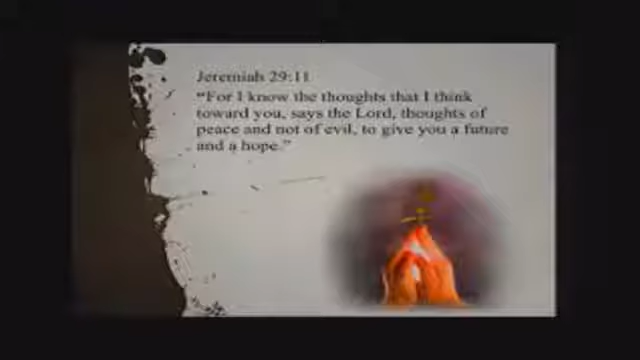 Jeremiah 29:11
“For I know the thoughts that I think
toward you, says the Lord, thoughts of
peace and not of evil, to give you a future
and a hope.”